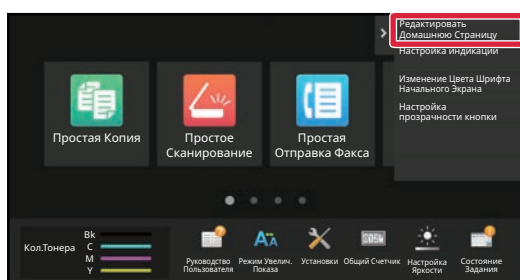 Редактировать
Домашнюю Страницу
Настройка индикации
Изменение Цвета Шрифта
Начального Экрана
Настройка
прозрачности кнопки
Простая Копия
Простое
Сканирование
Простая
Отправка Факса
Кол.Тонера
Bk
C
M
Y
Руководство
Пользователя
Режим Увелич.
Показа
Установки
Общий Счетчик
Настройка
Яркости
Состояние
Задания